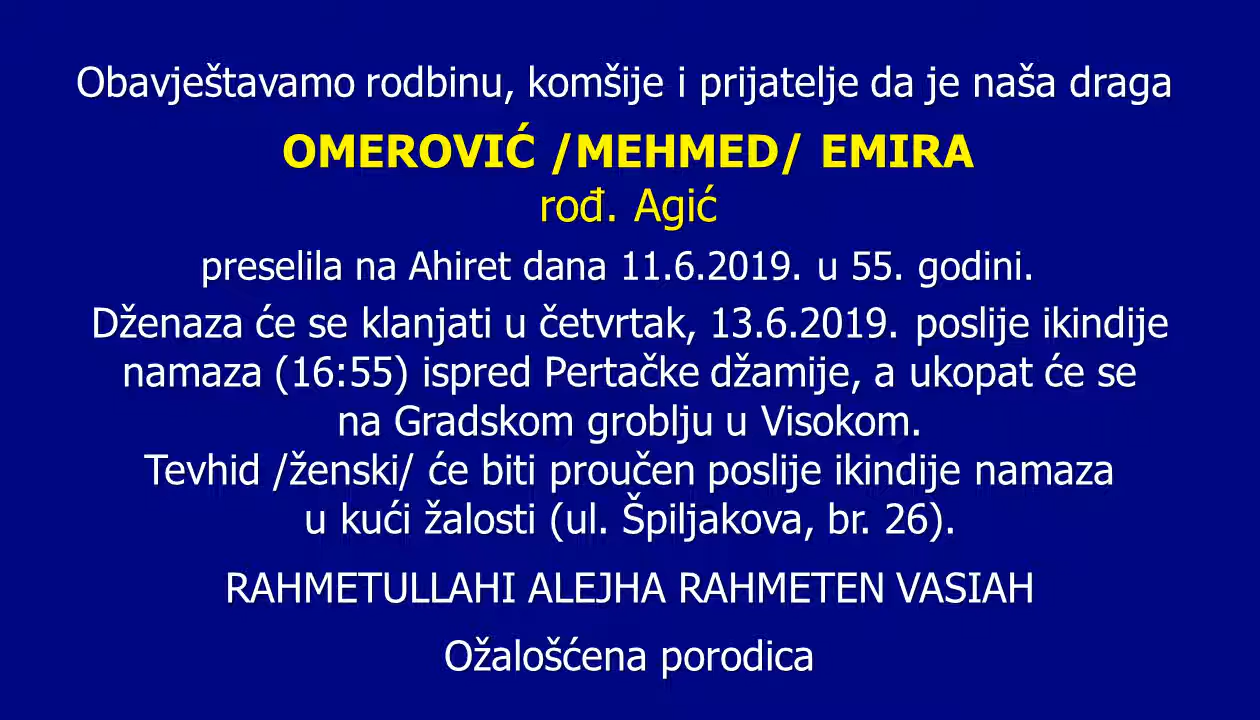 Obavještavamo rodbinu, komšije i prijatelje da je naša draga
OMEROVIĆ /MEHMED/ EMIRA
rođ. Agić
preselila na Ahiret dana 11.6.2019. u 55. godini.
Dženaza će se klanjati u četvrtak, 13.6.2019. poslije ikindije
namaza (16:55) ispred Pertačke džamije, a ukopat će se
na Gradskom groblju u Visokom.
Tevhid /ženski/ će biti proučen poslije ikindije namaza
u kući žalosti (ul. Špiljakova, br. 26).
RAHMETULLAHI ALEJHA RAHMETEN VASIAH
Ožalošćena porodica